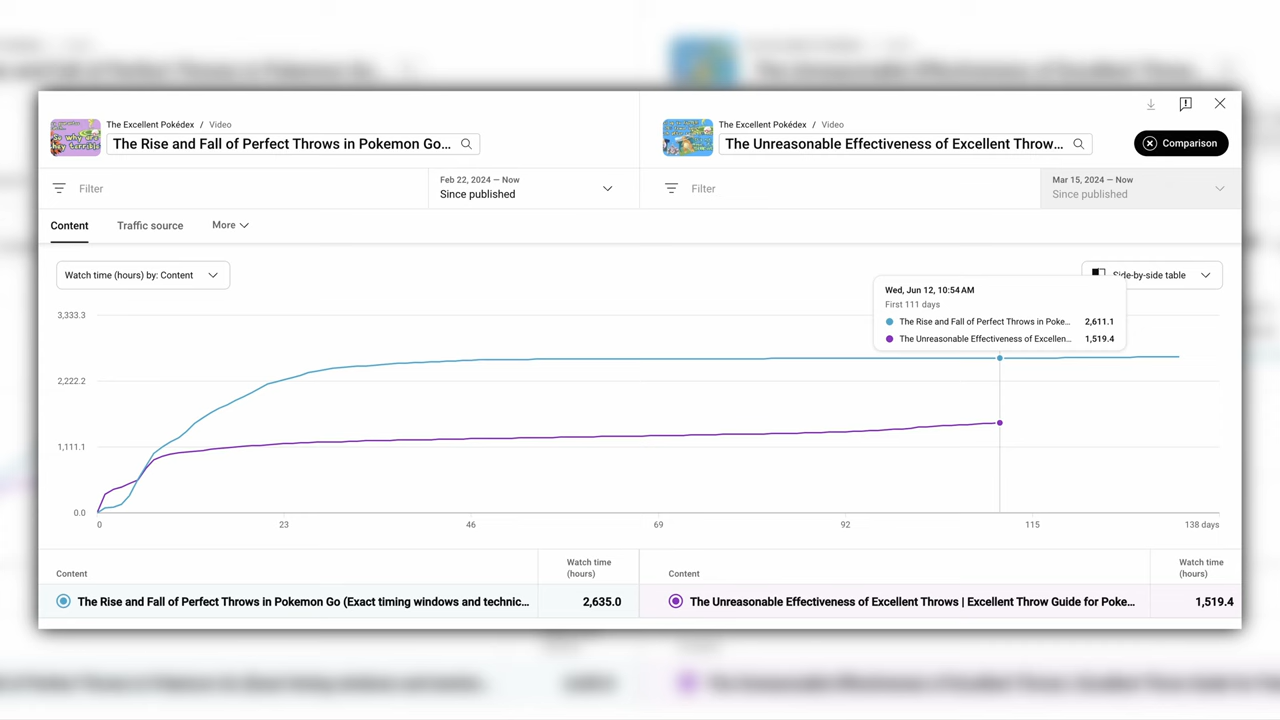 The Excellent Pokédex / Video
The Rise and Fall of Perfect Throws in Pokemon Go...
The Excellent Pokédex / Video
The Unreasonable Effectiveness of Excellent Throw...
Comparison
Filter
Feb 22, 2024 — Now
Since published
Filter
Mar 15, 2024 — Now
Since published
Content
Traffic source
More
Watch time (hours) by: Content
Side-by-side table
Wed, Jun 12, 10:54 AM
First 111 days
The Rise and Fall of Perfect Throws in Poke... 2,611.1
The Unreasonable Effectiveness of Excellen... 1,519.4
3,333.3
2,222.2
1,111.1
0.0
0 23 46 69 92 115 138 days
Content
Watch time
(hours)
Content
Watch time
(hours)
The Rise and Fall of Perfect Throws in Pokemon Go (Exact timing windows and technic... 2,635.0
The Unreasonable Effectiveness of Excellent Throws | Excellent Throw Guide for Poke... 1,519.4